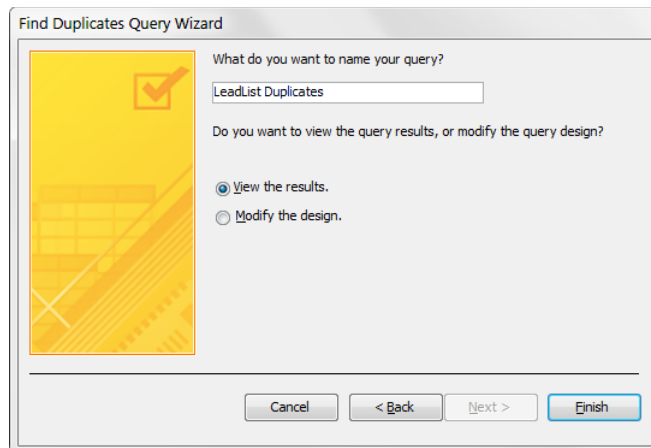 Find Duplicates Query Wizard
What do you want to name your query?
LeadList Duplicates
Do you want to view the query results, or modify the query design?
View the results.
Modify the design.
Cancel
< Back
Next >
Finish